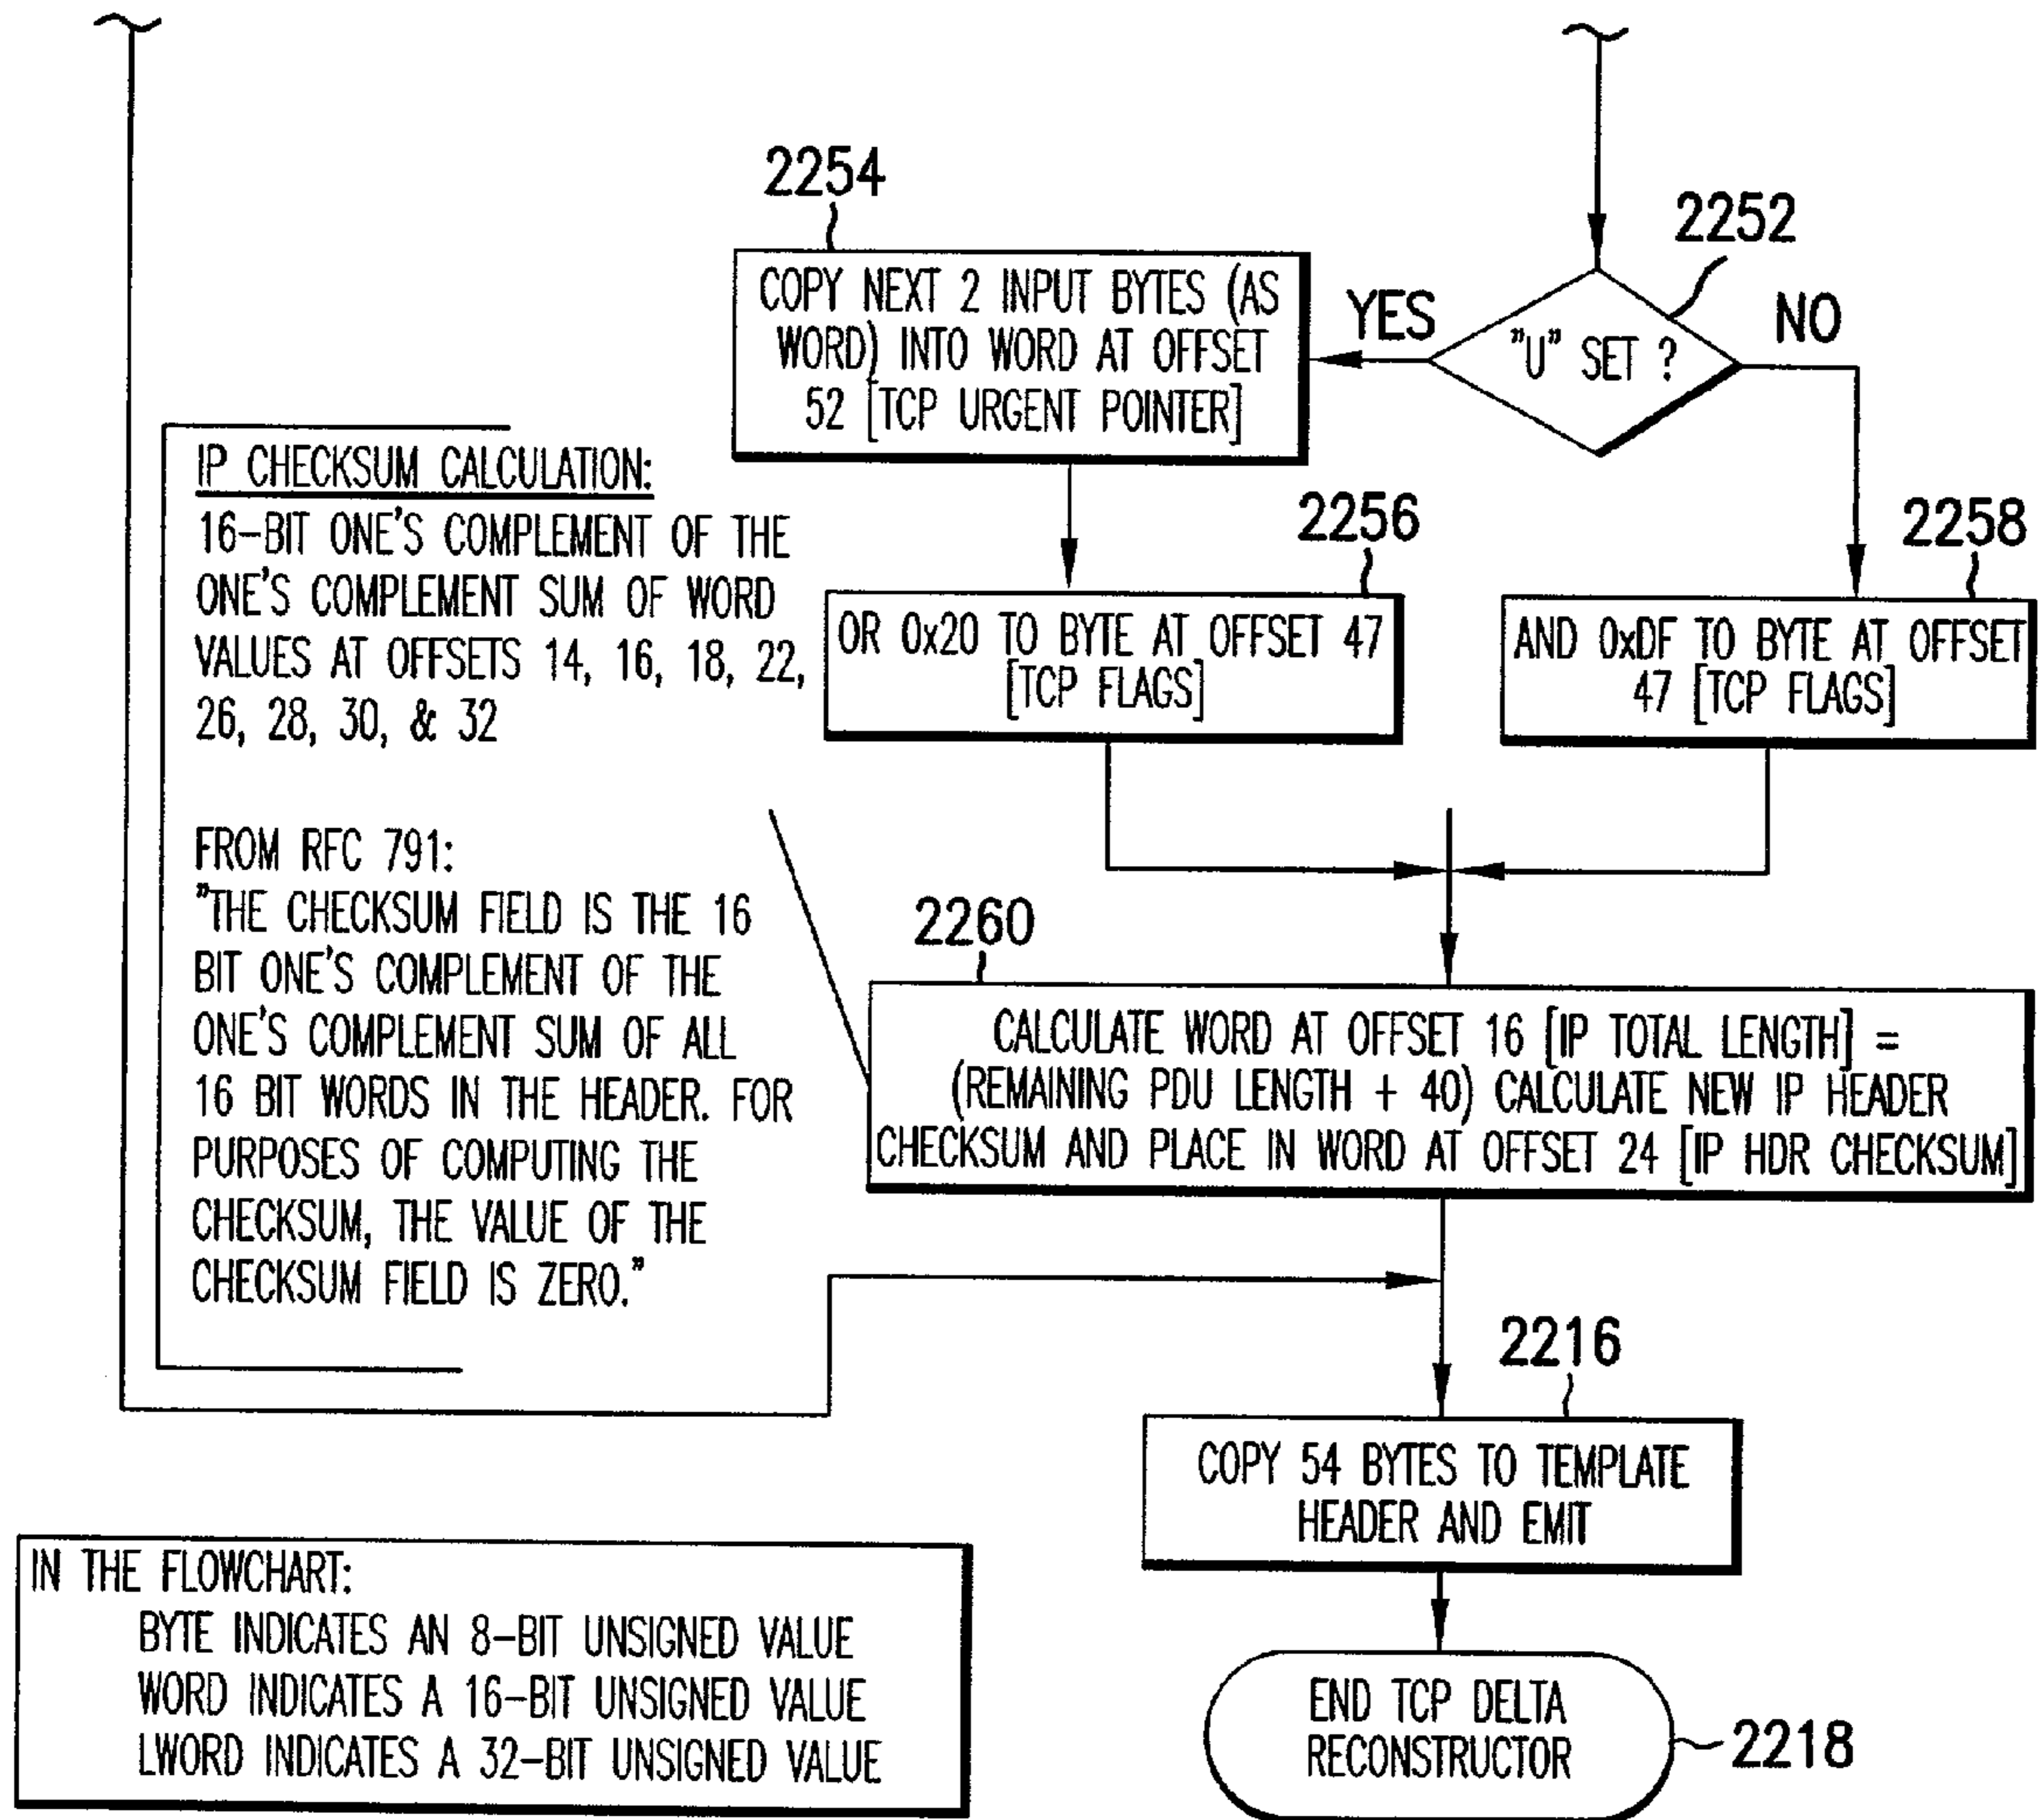 2254
2252
COPY NEXT 2 INPUT BYTES (AS
WORD) INTO WORD AT OFFSET
52 [TCP URGENT POINTER]
YES
"U" SET ?
NO
IP CHECKSUM CALCULATION:
16-BIT ONE'S COMPLEMENT OF THE
ONE'S COMPLEMENT SUM OF WORD
VALUES AT OFFSETS 14, 16, 18, 22,
26, 28, 30, & 32
FROM RFC 791:
"THE CHECKSUM FIELD IS THE 16
BIT ONE'S COMPLEMENT OF THE
ONE'S COMPLEMENT SUM OF ALL
16 BIT WORDS IN THE HEADER. FOR
PURPOSES OF COMPUTING THE
CHECKSUM, THE VALUE OF THE
CHECKSUM FIELD IS ZERO."
2256
OR 0x20 TO BYTE AT OFFSET 47
[TCP FLAGS]
2258
AND 0xDF TO BYTE AT OFFSET
47 [TCP FLAGS]
2260
CALCULATE WORD AT OFFSET 16 [IP TOTAL LENGTH] =
(REMAINING PDU LENGTH + 40) CALCULATE NEW IP HEADER
CHECKSUM AND PLACE IN WORD AT OFFSET 24 [IP HDR CHECKSUM]
2216
COPY 54 BYTES TO TEMPLATE
HEADER AND EMIT
IN THE FLOWCHART:
BYTE INDICATES AN 8-BIT UNSIGNED VALUE
WORD INDICATES A 16-BIT UNSIGNED VALUE
LWORD INDICATES A 32-BIT UNSIGNED VALUE
END TCP DELTA
RECONSTRUCTOR
2218